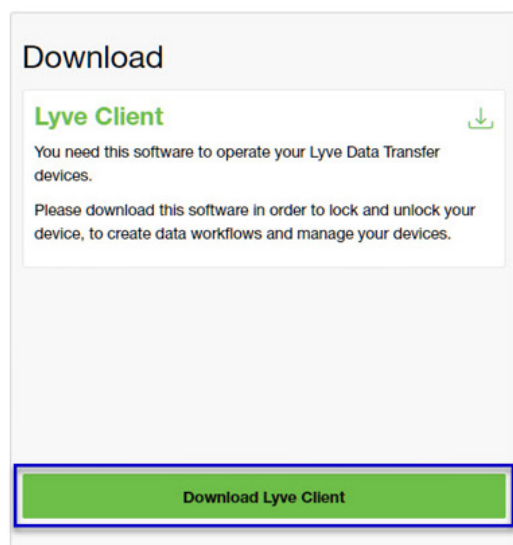 Download
Lyve Client
You need this software to operate your Lyve Data Transfer
devices.
Please download this software in order to lock and unlock your
device, to create data workflows and manage your devices.
Download Lyve Client